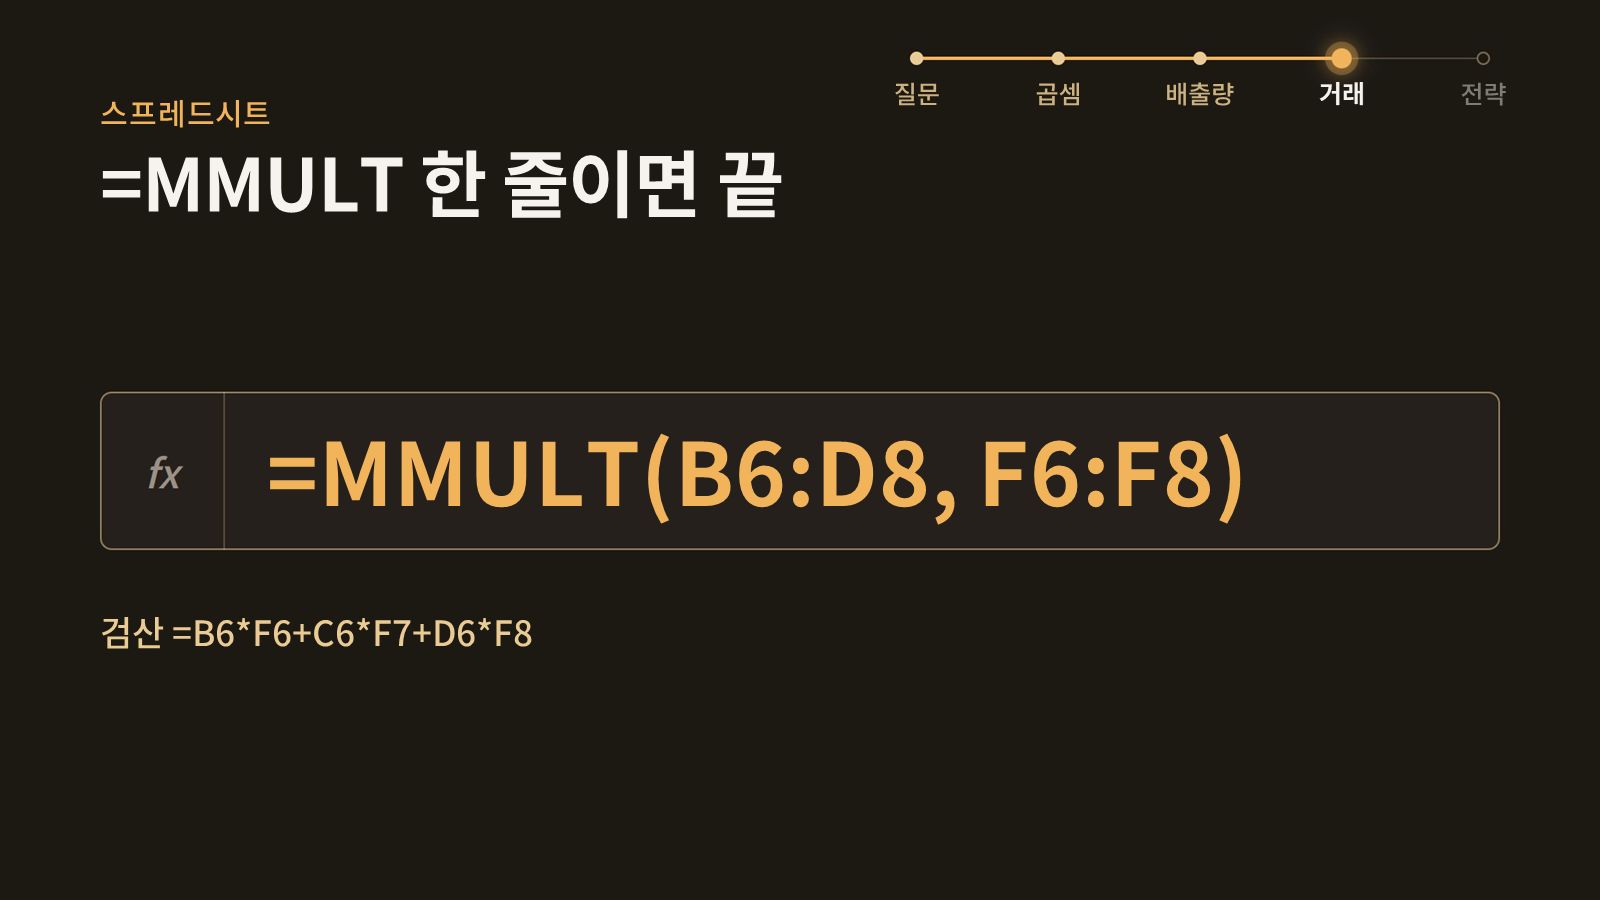 질문
곱셈
배출량
거래
전략
스프레드시트
=MMULT 한 줄이면 끝
fx
=MMULT(B6:D8, F6:F8)
검산 =B6*F6+C6*F7+D6*F8